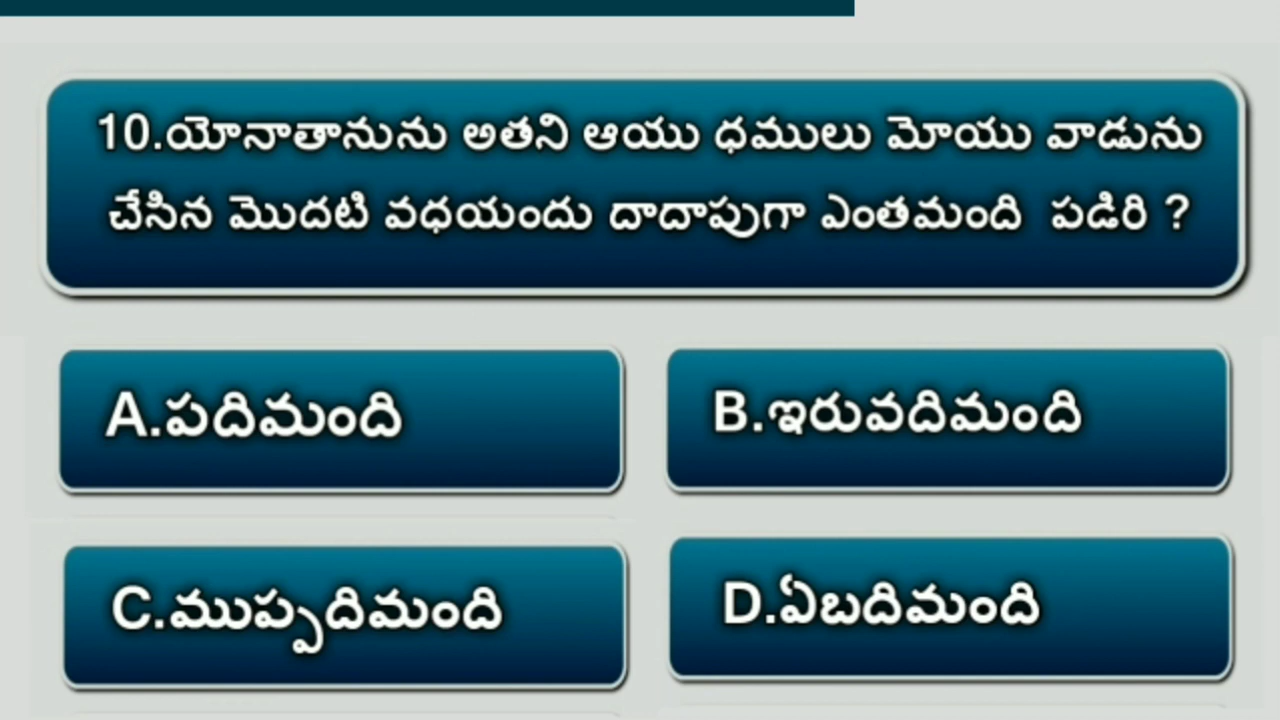 10.యోనాతానును అతని ఆయు ధములు మోయు వాడును
చేసిన మొదటి వధయందు దాదాపుగా ఎంతమంది పడిరి ?
A.పదిమంది
B.ఇరువదిమంది
C.ముప్పదిమంది
D.ఏబదిమంది